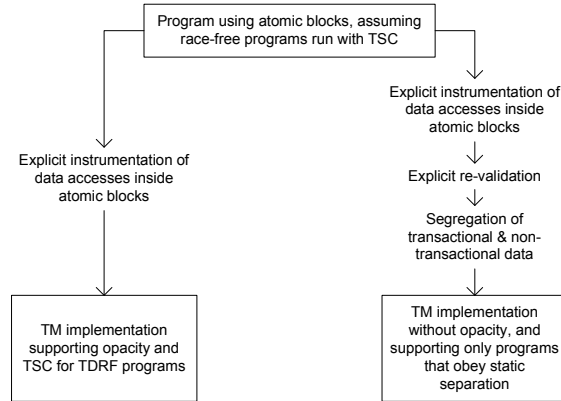 Program using atomic blocks, assuming
race-free programs run with TSC
Explicit instrumentation of
data accesses inside
atomic blocks
TM implementation
supporting opacity and
TSC for TDRF programs
Explicit instrumentation of
data accesses inside
atomic blocks
Explicit re-validation
Segregation of
transactional & non-
transactional data
TM implementation
without opacity, and
supporting only programs
that obey static
separation